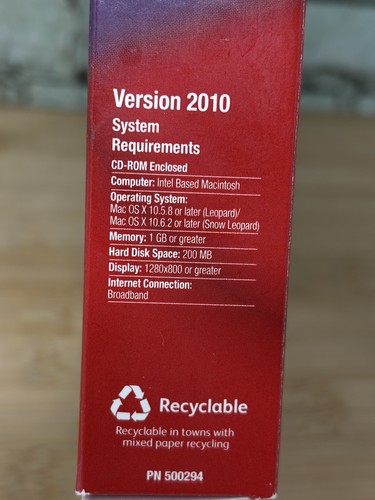 Version 2010
System
Requirements
CD-ROM Enclosed
Computer: Intel Based Macintosh
Operating System:
Mac OS X 10.5.8 or later (Leopard)/
Mac OS X 10.6.2 or later (Snow Leopard)
Memory: 1 GB or greater
Hard Disk Space: 200 MB
Display: 1280x800 or greater
Internet Connection:
Broadband
Recyclable
Recyclable in towns with
mixed paper recycling
PN 500294